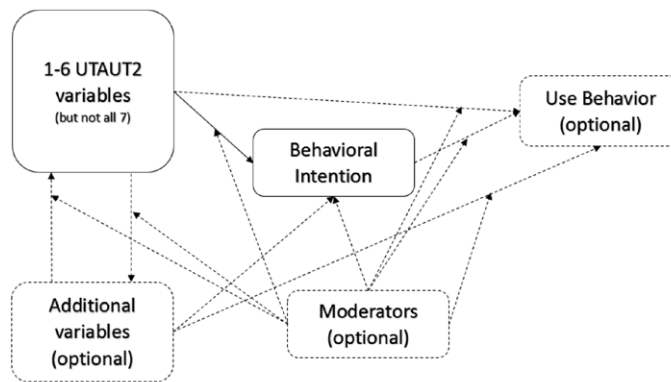 1-6 UTAUT2
variables
(but not all 7)
Use Behavior
(optional)
Behavioral
Intention
Additional
variables
(optional)
Moderators
(optional)